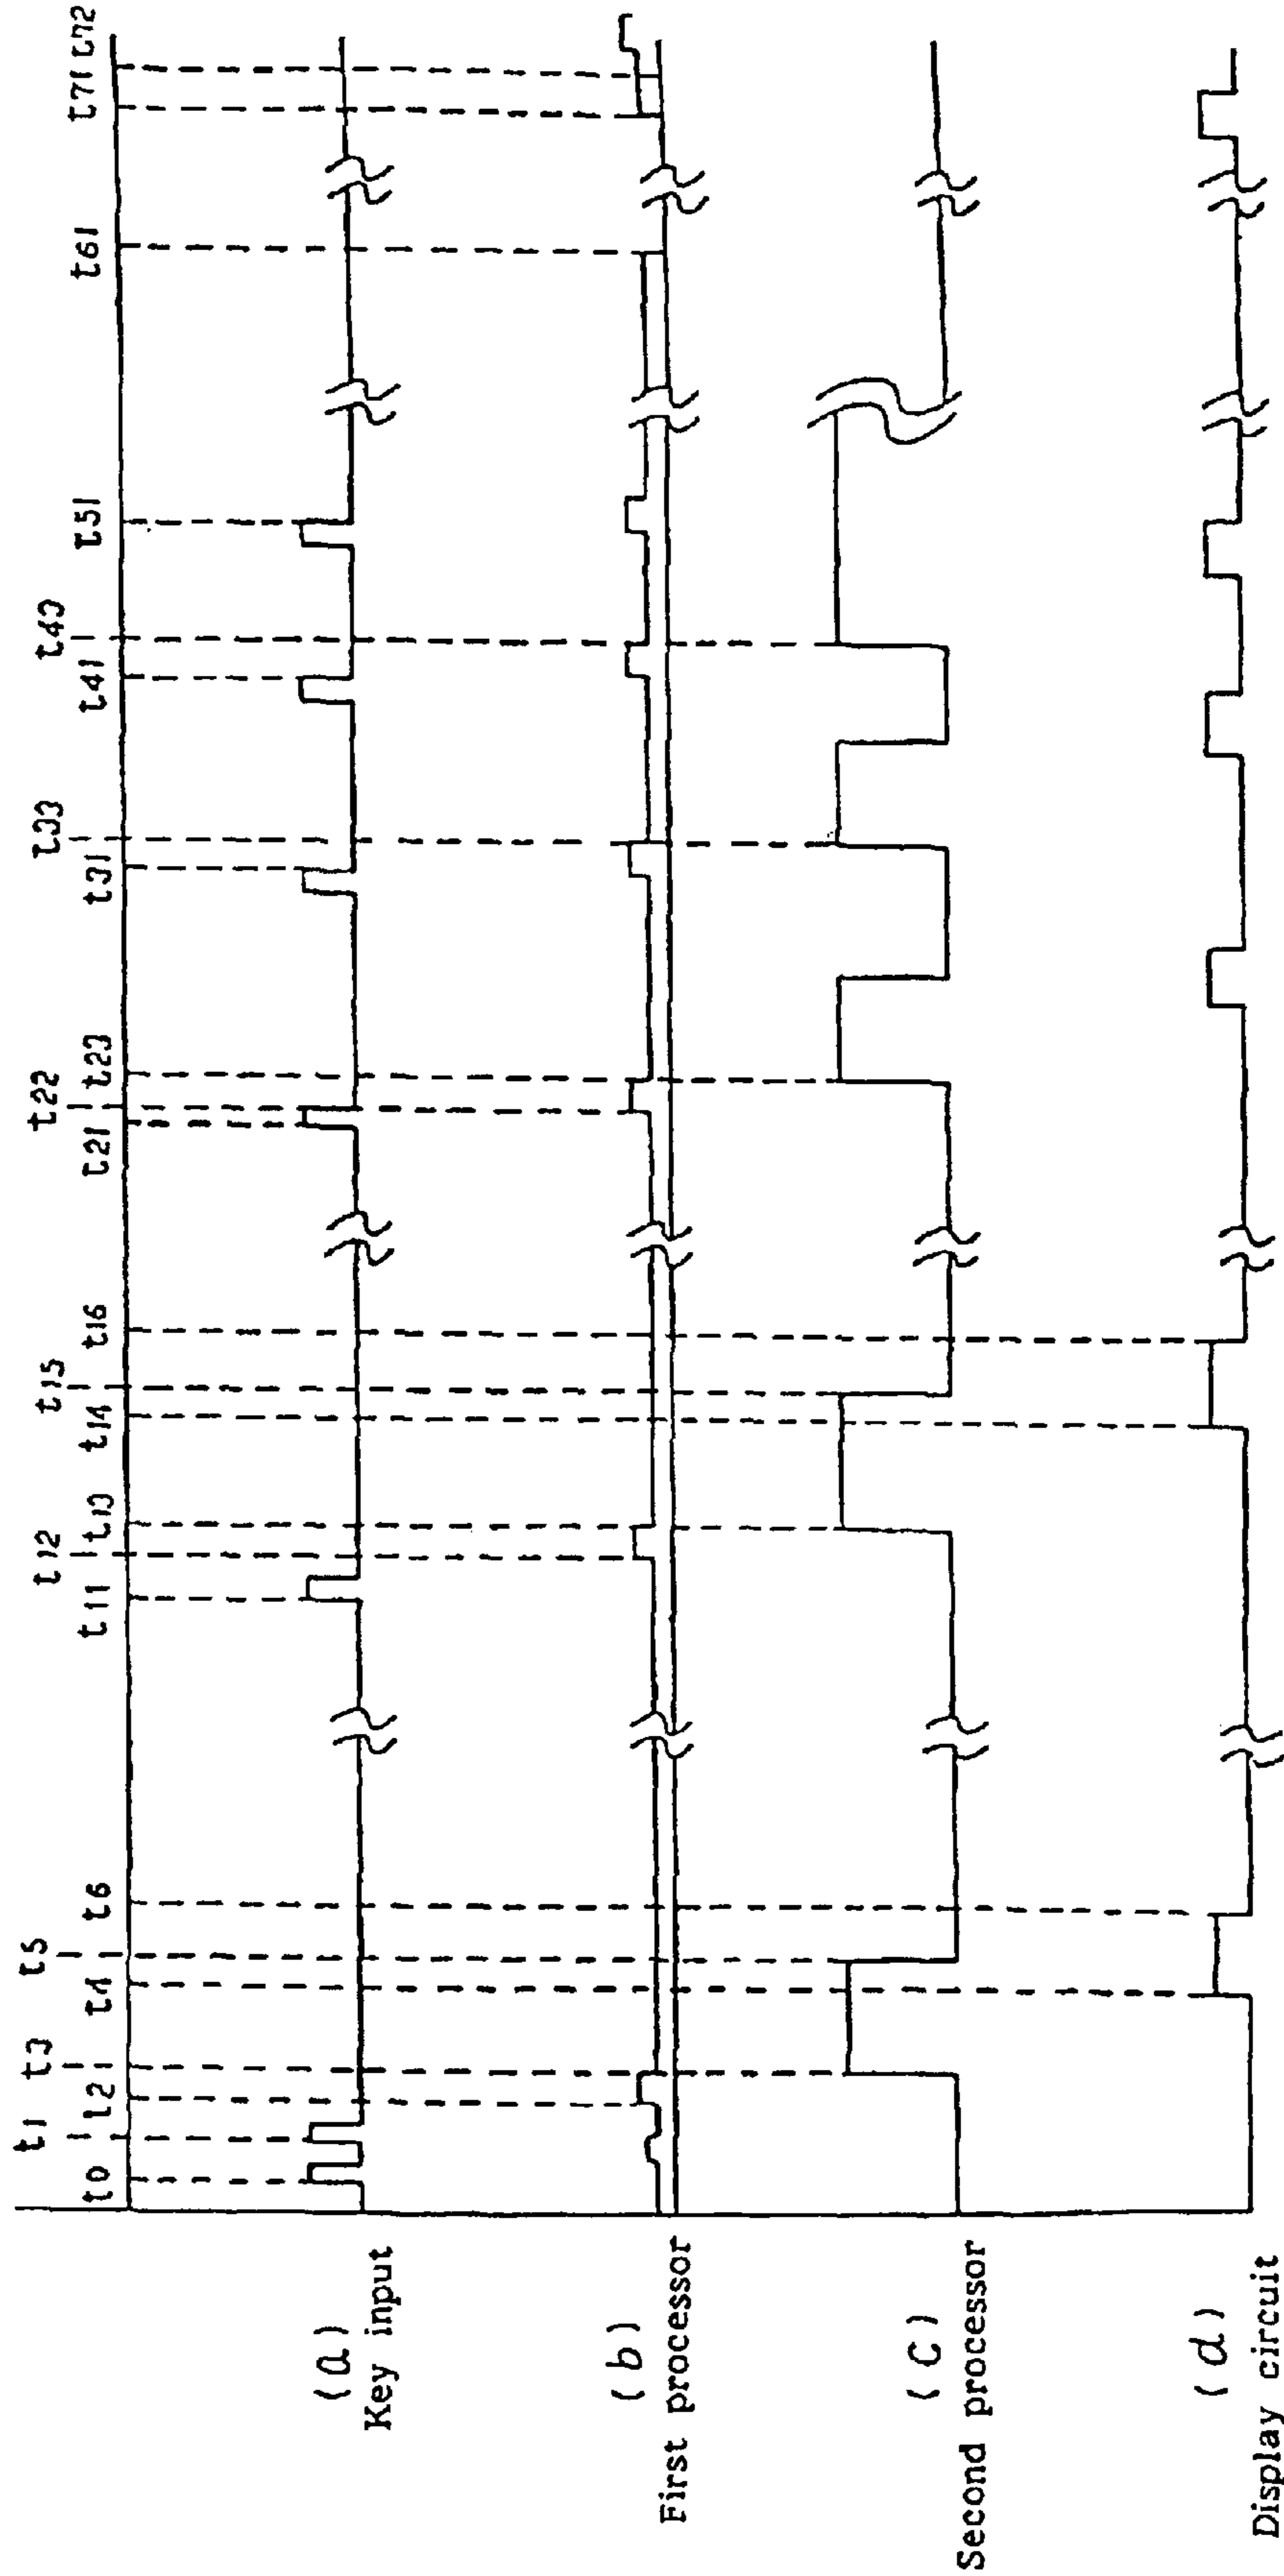 t0 t1 t2 t3 t4 t5 t6 t11 t12 t13 t14 t15 t16 t21 t22 t23 t31 t33 t41 t43 t51 t61 t71 t72
(a)
Key input
(b)
First processor
(c)
Second processor
(d)
Display circuit